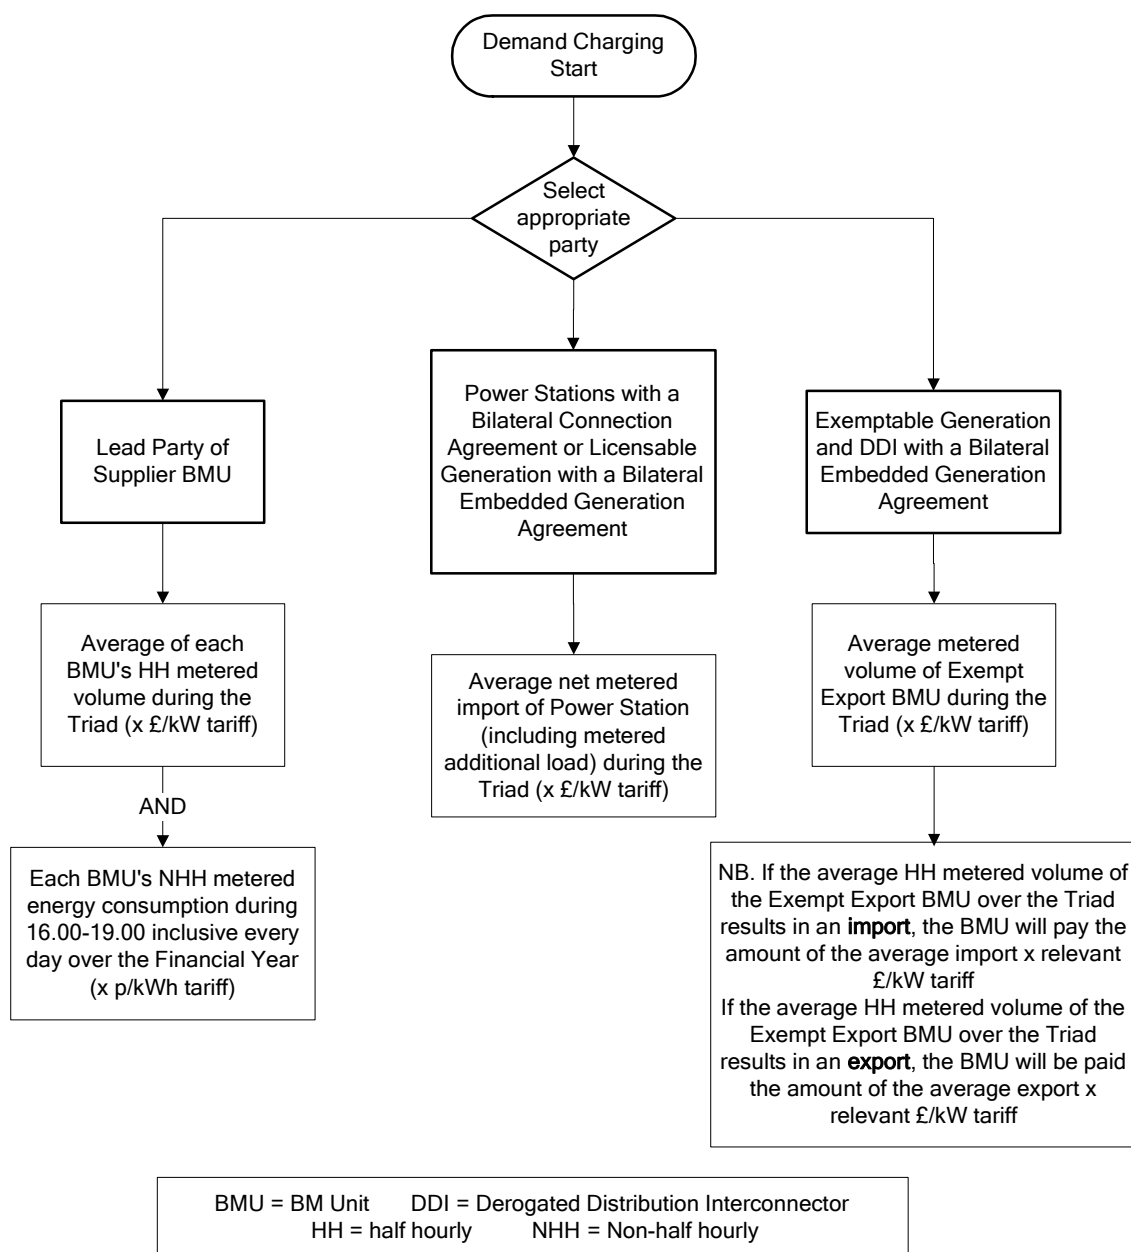 Demand Charging
Start
Select
appropriate
party
Lead Party of
Supplier BMU
Power Stations with a
Bilateral Connection
Agreement or Licensable
Generation with a Bilateral
Embedded Generation
Agreement
Exemptable Generation
and DDI with a Bilateral
Embedded Generation
Agreement
Average of each
BMU's HH metered
volume during the
Triad (x £/kW tariff)
AND
Each BMU's NHH metered
energy consumption during
16.00-19.00 inclusive every
day over the Financial Year
(x p/kWh tariff)
Average net metered
import of Power Station
(including metered
additional load) during the
Triad (x £/kW tariff)
Average metered
volume of Exempt
Export BMU during the
Triad (x £/kW tariff)
NB. If the average HH metered volume of
the Exempt Export BMU over the Triad
results in an import, the BMU will pay the
amount of the average import x relevant
£/kW tariff
If the average HH metered volume of the
Exempt Export BMU over the Triad
results in an export, the BMU will be paid
the amount of the average export x
relevant £/kW tariff
BMU = BM Unit DDI = Derogated Distribution Interconnector
HH = half hourly NHH = Non-half hourly